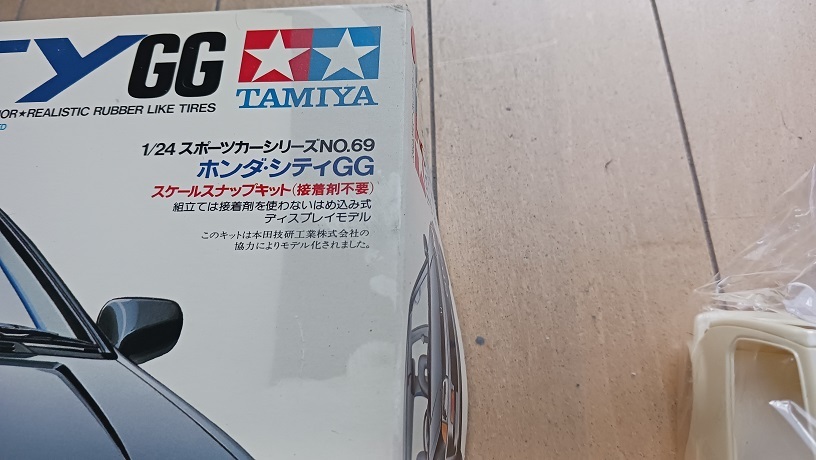 TY GG
TAMIYA
OR★REALISTIC RUBBER LIKE TIRES
ED
1/24 スポーツカーシリーズNO.69
ホンダ・シティGG
スケールスナップキット(接着剤不要)
組立ては接着剤を使わないはめ込み式
ディスプレイモデル
このキットは本田技研工業株式会社の
協力によりモデル化されました。